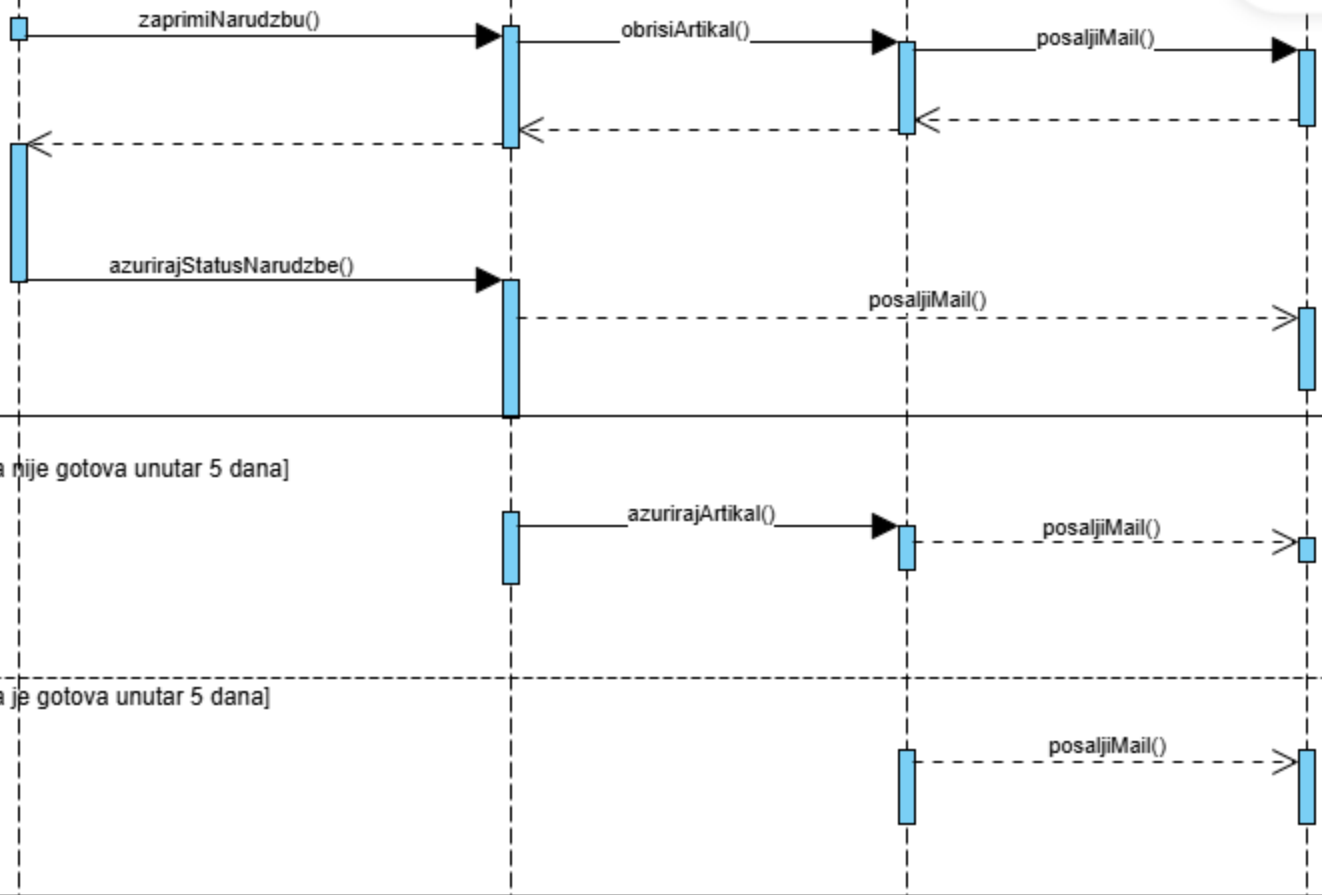 zaprimiNarudzbu()
obrisiArtikal()
posaljiMail()
azurirajStatusNarudzbe()
posaljiMail()
a nije gotova unutar 5 dana]
azurirajArtikal()
posaljiMail()
a je gotova unutar 5 dana]
posaljiMail()